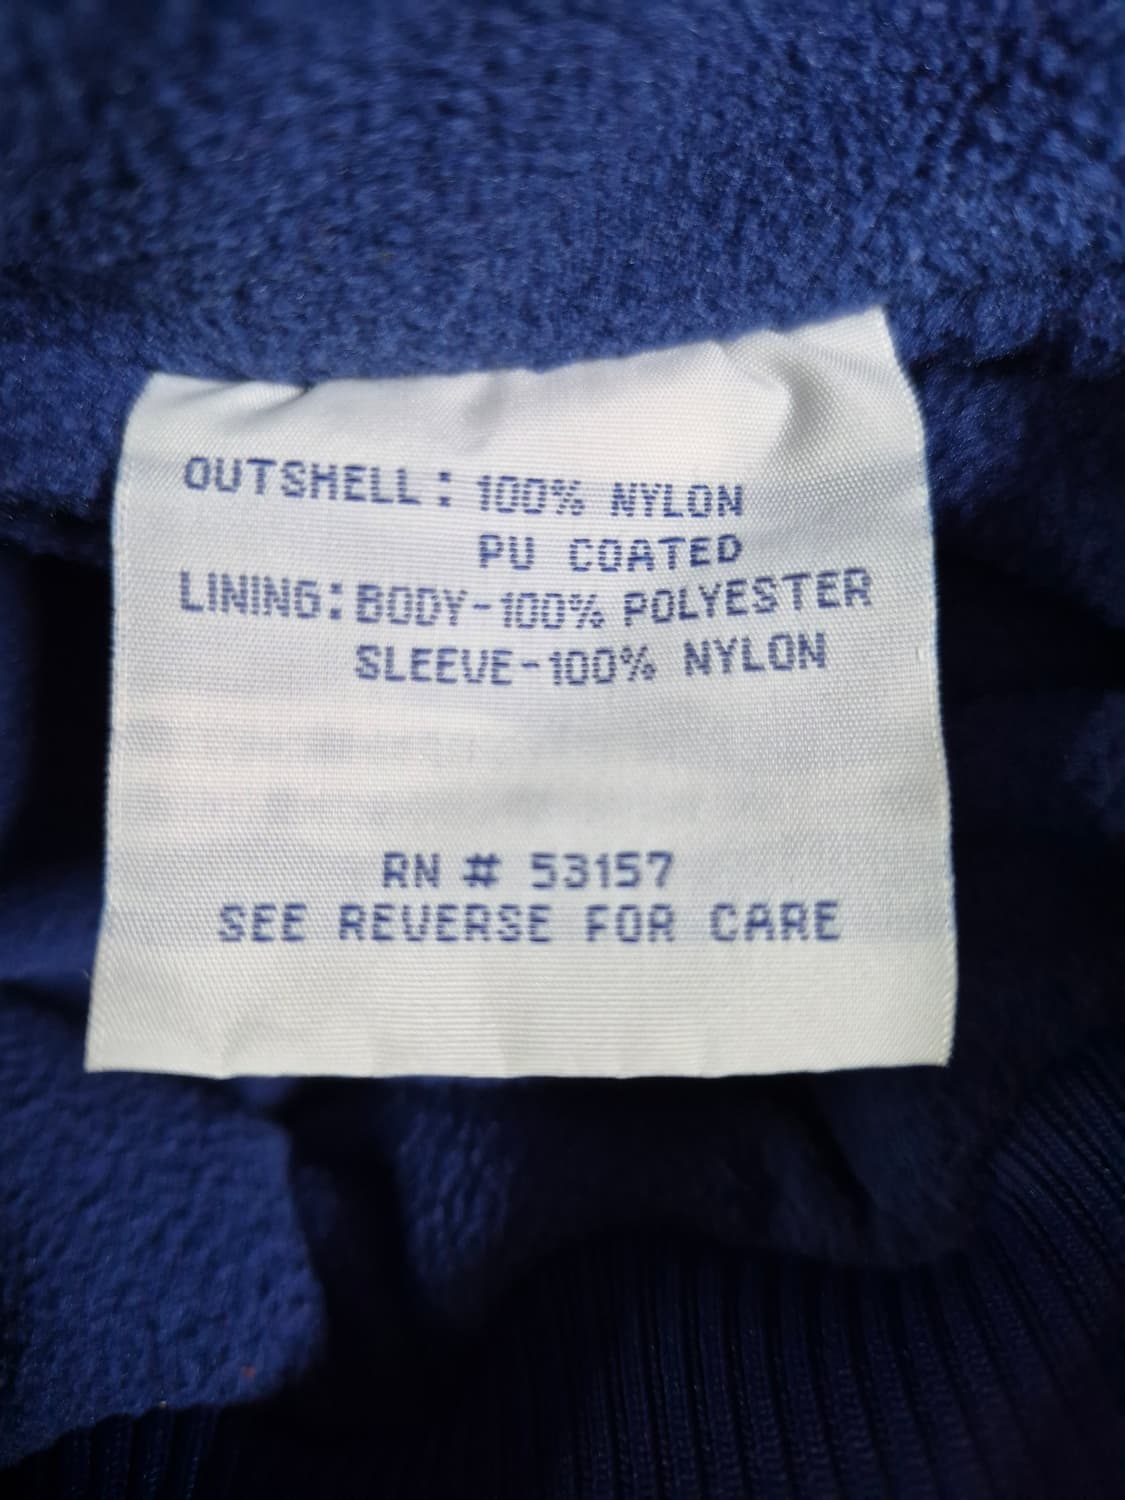 OUTSHELL: 100% NYLON
PU COATED
LINING: BODY-100% POLYESTER
SLEEVE-100% NYLON
RN # 53157
SEE REVERSE FOR CARE